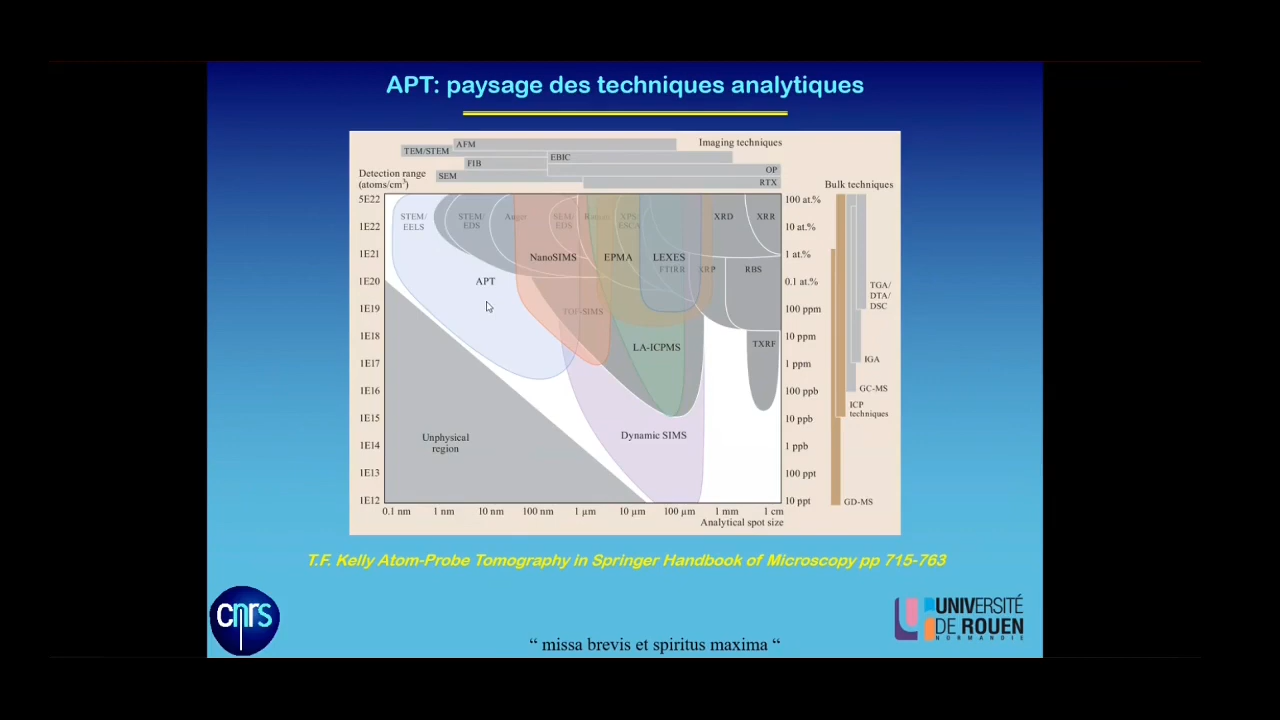 APT: paysage des techniques analytiques
AFM
Imaging techniques
TEM/STEM
EBIC
FIB
OP
Detection range
(atoms/cm³)
SEM
RTX
Bulk techniques
5E22
1E22
1E21
1E20
1E19
1E18
1E17
1E16
1E15
1E14
1E13
1E12
STEM/
EELS
STEM/
EDS
Auger
SEM/
EDS
Raman
XPS
ESCA
XRD
XRR
NanoSIMS
EPMA
LEXES
FTIRR
XRP
RBS
APT
TOF-SIMS
LA-ICPMS
TXRF
Dynamic SIMS
Unphysical
region
100 at.%
10 at.%
1 at.%
0.1 at.%
100 ppm
10 ppm
1 ppm
100 ppb
10 ppb
1 ppb
100 ppt
10 ppt
TGA/
DTA/
DSC
IGA
GC-MS
ICP
techniques
GD-MS
0.1 nm
1 nm
10 nm
100 nm
1 µm
10 µm
100 µm
1 mm
1 cm
Analytical spot size
T.F. Kelly Atom-Probe Tomography in Springer Handbook of Microscopy pp 715-763
cnrs
UNIVERSITÉ
DE ROUEN
NORMANDIE
“ missa brevis et spiritus maxima “